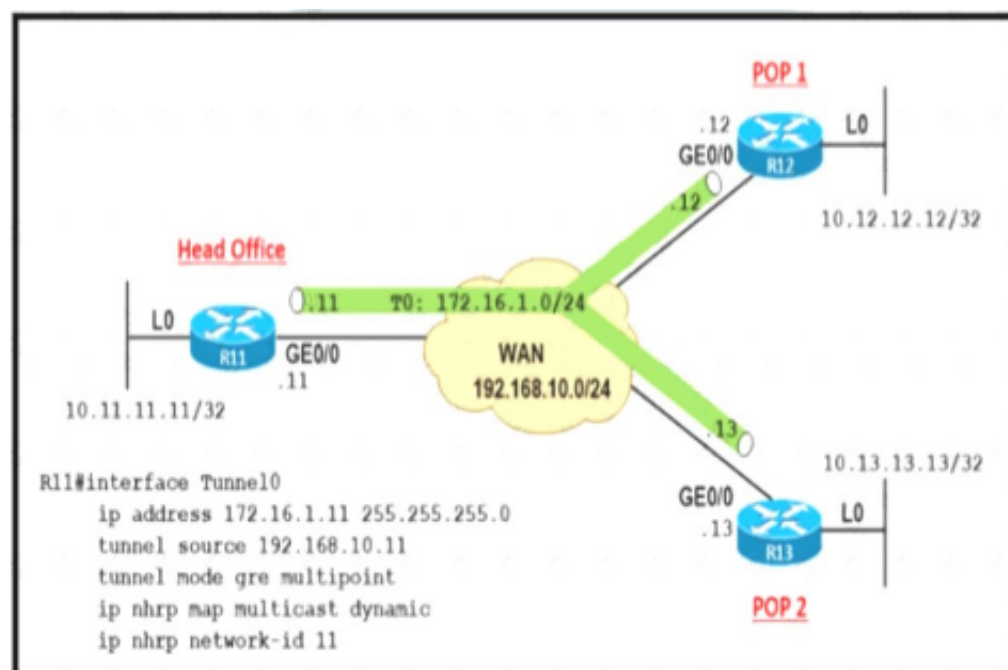 POP 1
.12
GE0/0
R12
L0
.12
10.12.12.12/32
Head Office
.11
T0: 172.16.1.0/24
L0
R11
GE0/0
.11
WAN
192.168.10.0/24
10.11.11.11/32
.13
10.13.13.13/32
GE0/0
.13
R13
L0
POP 2
R11#interface Tunnel0
ip address 172.16.1.11 255.255.255.0
tunnel source 192.168.10.11
tunnel mode gre multipoint
ip nhrp map multicast dynamic
ip nhrp network-id 11